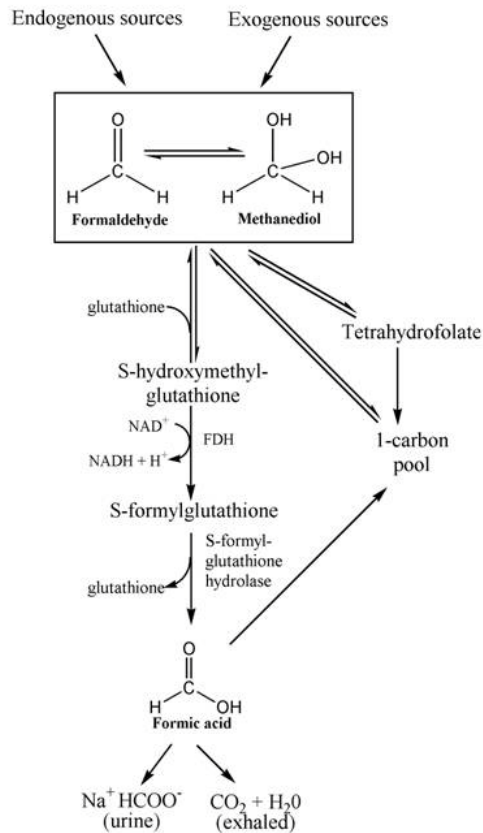 Endogenous sources
Exogenous sources
O
C
H
H
Formaldehyde
OH
C
OH
H
H
Methanediol
glutathione
Tetrahydrofolate
S-hydroxymethyl-
glutathione
NAD+
FDH
NADH + H+
1-carbon
pool
S-formylglutathione
S-formyl-
glutathione
hydrolase
glutathione
O
C
H
OH
Formic acid
Na+ HCOO-
(urine)
CO2 + H20
(exhaled)